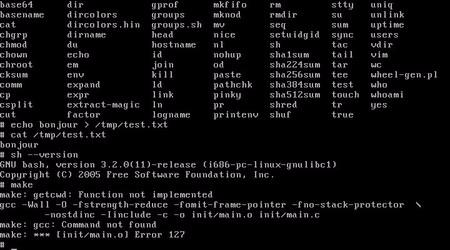 base64 dir gprof mkfifo rm stty uniq
basename dircolors groups mknod rmdir su unlink
cat dircolors.hin groups.sh mv seq sum uptime
chgrp dirname head nice setuidgid sync users
chmod du hostname nl sh tac vdir
chown echo id nohup sha1sum tail vim
chroot em join od sha224sum tar wc
cksum env kill paste sha256sum tee wheel-gen.pl
comm expand ld pathchk sha384sum test who
cp expr link pinky sha512sum touch whoami
csplit extract-magic ln pr shred tr yes
cut factor logname printenv shuf true
# echo bonjour > /tmp/test.txt
# cat /tmp/test.txt
bonjour
# sh --version
GNU bash, version 3.2.0(11)-release (i686-pc-linux-gnulibc1)
Copyright (C) 2005 Free Software Foundation, Inc.
# make
make: getcwd: Function not implemented
gcc -Wall -O -fstrength-reduce -fomit-frame-pointer -fno-stack-protector \
-nostdinc -Iinclude -c -o init/main.o init/main.c
make: gcc: Command not found
make: *** [init/main.o] Error 127
# _